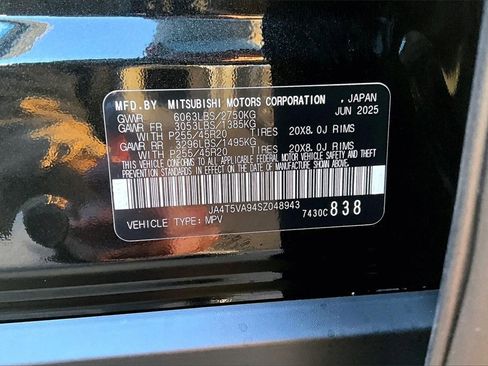 MFD.BY MITSUBISHI MOTORS CORPORATION , JAPAN
GVWR 6063LBS/2750KG JUN 2025
GAWR FR 3053LBS/1385KG
WITH P255/45R20 TIRES 20X8.0J RIMS
GAWR RR 3296LBS/1495KG
WITH P255/45R20 TIRES 20X8.0J RIMS
THIS VEHICLE CONFORMS TO ALL APPLICABLE FEDERAL MOTOR VEHICLE SAFETY AND THEFT
PREVENTION STANDARDS IN EFFECT ON THE DATE OF MANUFACTURE SHOWN ABOVE.
JA4T5VA94SZ048943 7430C838
VEHICLE TYPE: MPV